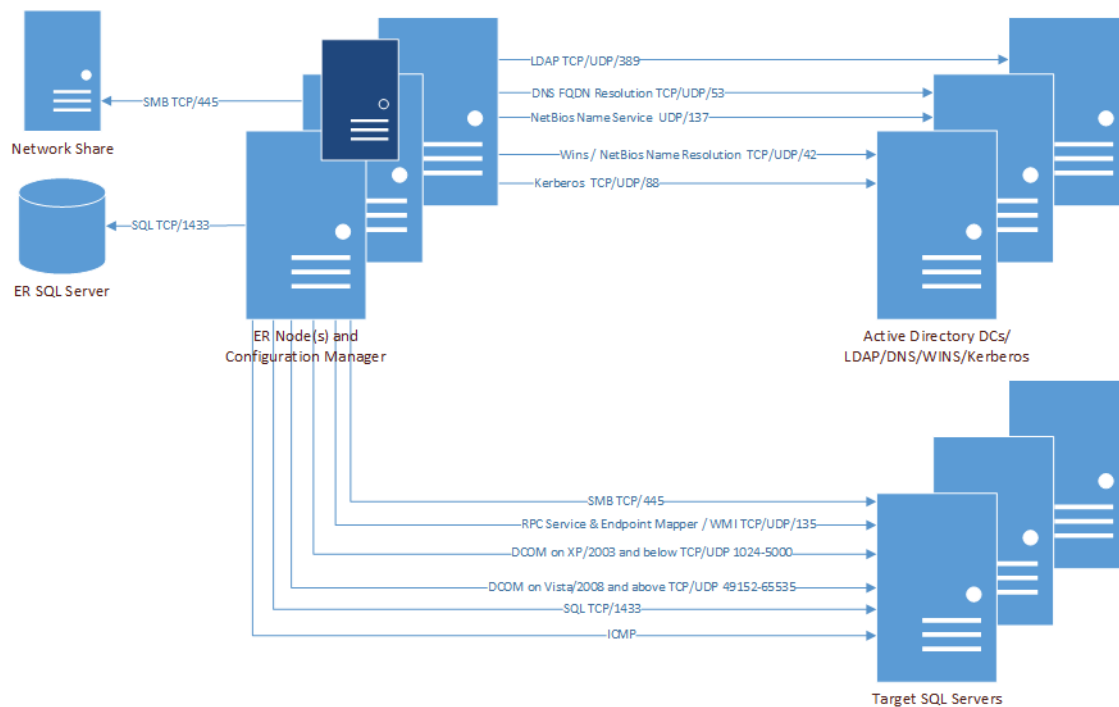 LDAP TCP/UDP/389
DNS FQDN Resolution TCP/UDP/53
SMB TCP/445
NetBios Name Service UDP/137
Network Share
Wins / NetBios Name Resolution TCP/UDP/42
Kerberos TCP/UDP/88
SQL TCP/1433
ER SQL Server
ER Node(s) and
Configuration Manager
Active Directory DCs/
LDAP/DNS/WINS/Kerberos
SMB TCP/445
RPC Service & Endpoint Mapper / WMI TCP/UDP/135
DCOM on XP/2003 and below TCP/UDP 1024-5000
DCOM on Vista/2008 and above TCP/UDP 49152-65535
SQL TCP/1433
ICMP
Target SQL Servers